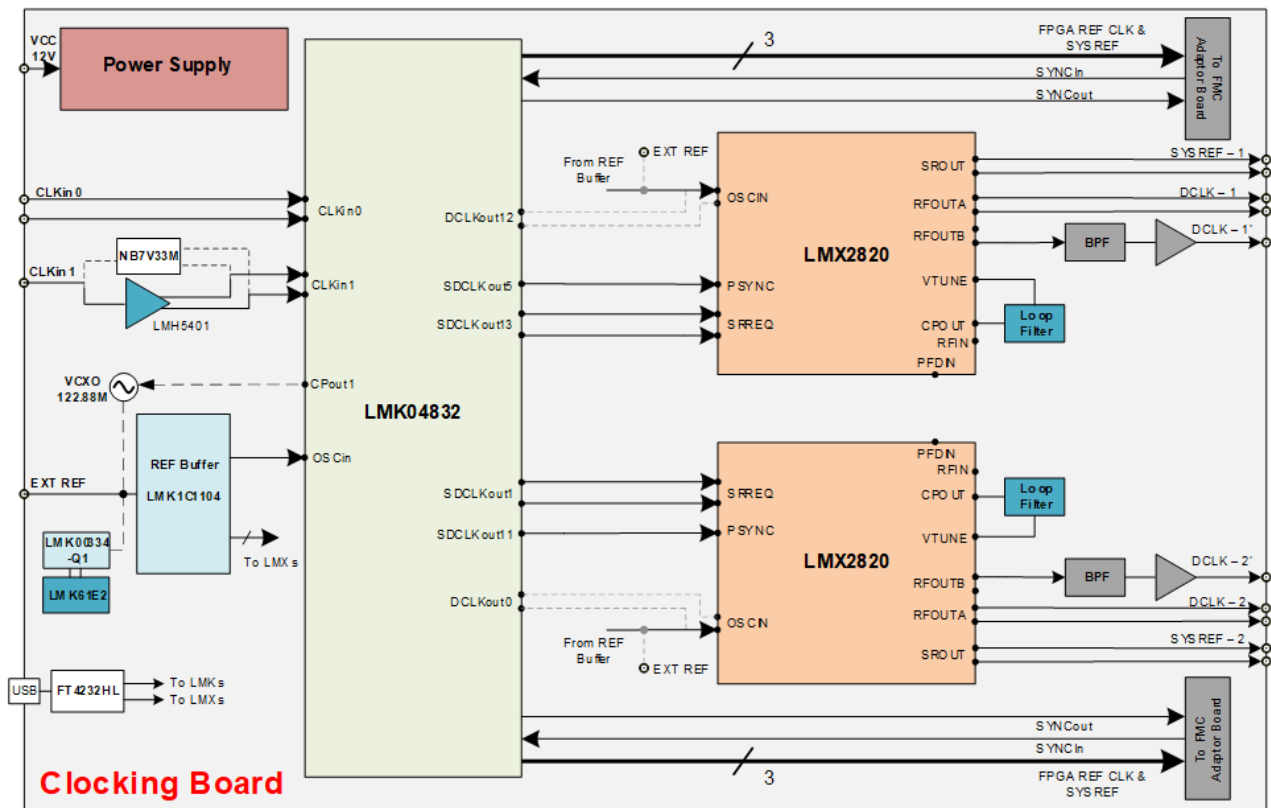 VCC
12V
Power Supply
3
FPGA REF CLK &
SYSREF
SYNCIn
SYNCout
To FMC
Adaptor Board
CLKin 0
CLKin0
NB7V33M
CLKin 1
CLKin1
LMH5401
VCXO
122.88M
CPout1
LMK04832
REF Buffer
LMK1C1104
OSCin
EXT REF
LMK00334
-Q1
LMK61E2
To LMXs
USB
FT4232HL
To LMKs
To LMXs
Clocking Board
From REF
Buffer
EXT REF
DCLKout12
SDCLKout5
SDCLKout13
OSCIN
PSYNC
SRREQ
LMX2820
SROUT
RFOUTA
RFOUTB
VTUNE
CPOUT
RFIN
PFDIN
BPF
Loop
Filter
SYSREF – 1
DCLK – 1
DCLK – 1'
SDCLKout1
SDCLKout11
DCLKout0
SRREQ
PSYNC
OSCIN
From REF
Buffer
EXT REF
LMX2820
PFDIN
RFIN
CPOUT
VTUNE
RFOUTB
RFOUTA
SROUT
Loop
Filter
BPF
DCLK – 2'
DCLK – 2
SYSREF – 2
SYNCout
SYNCIn
3
FPGA REF CLK &
SYSREF
To FMC
Adaptor Board